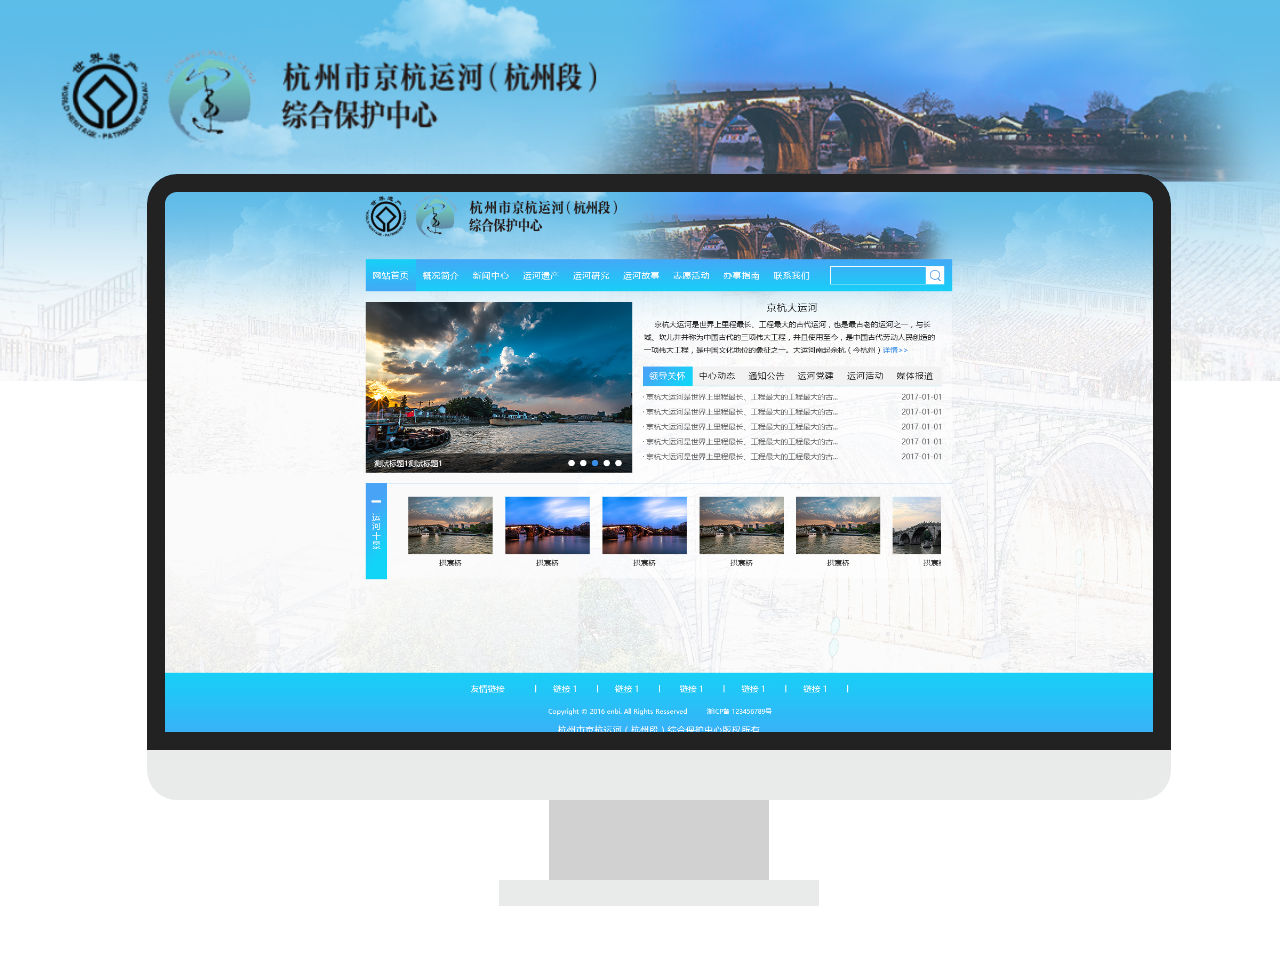 世界遗产
WORLD HERITAGE · PATRIMOINE MONDIAL
杭州市京杭运河(杭州段)
综合保护中心
世界遗产
杭州市京杭运河(杭州段)
综合保护中心
网站首页 概况简介 新闻中心 运河遗产 运河研究 运河故事 志愿活动 办事指南 联系我们
京杭大运河
京杭大运河是世界上里程最长、工程最大的古代运河,也是最古老的运河之一,与长
城、坎儿井并称为中国古代的三项伟大工程,并且使用至今,是中国古代劳动人民创造的
一项伟大工程,是中国文化地位的象征之一。大运河南起余杭(今杭州)详情>>
领导关怀 中心动态 通知公告 运河党建 运河活动 媒体报道
· 京杭大运河是世界上里程最长、工程最大的工程最大的古... 2017-01-01
· 京杭大运河是世界上里程最长、工程最大的工程最大的古... 2017-01-01
· 京杭大运河是世界上里程最长、工程最大的工程最大的古... 2017-01-01
· 京杭大运河是世界上里程最长、工程最大的工程最大的古... 2017-01-01
· 京杭大运河是世界上里程最长、工程最大的工程最大的古... 2017-01-01
测试标题1测试标题1
运河十景
拱宸桥 拱宸桥 拱宸桥 拱宸桥 拱宸桥 拱宸
友情链接 | 链接 1 | 链接 1 | 链接 1 | 链接 1 | 链接 1 |
Copyright © 2016 enbi. All Rights Resserved 浙ICP备 123456789号
杭州市京杭运河(杭州段)综合保护中心版权所有